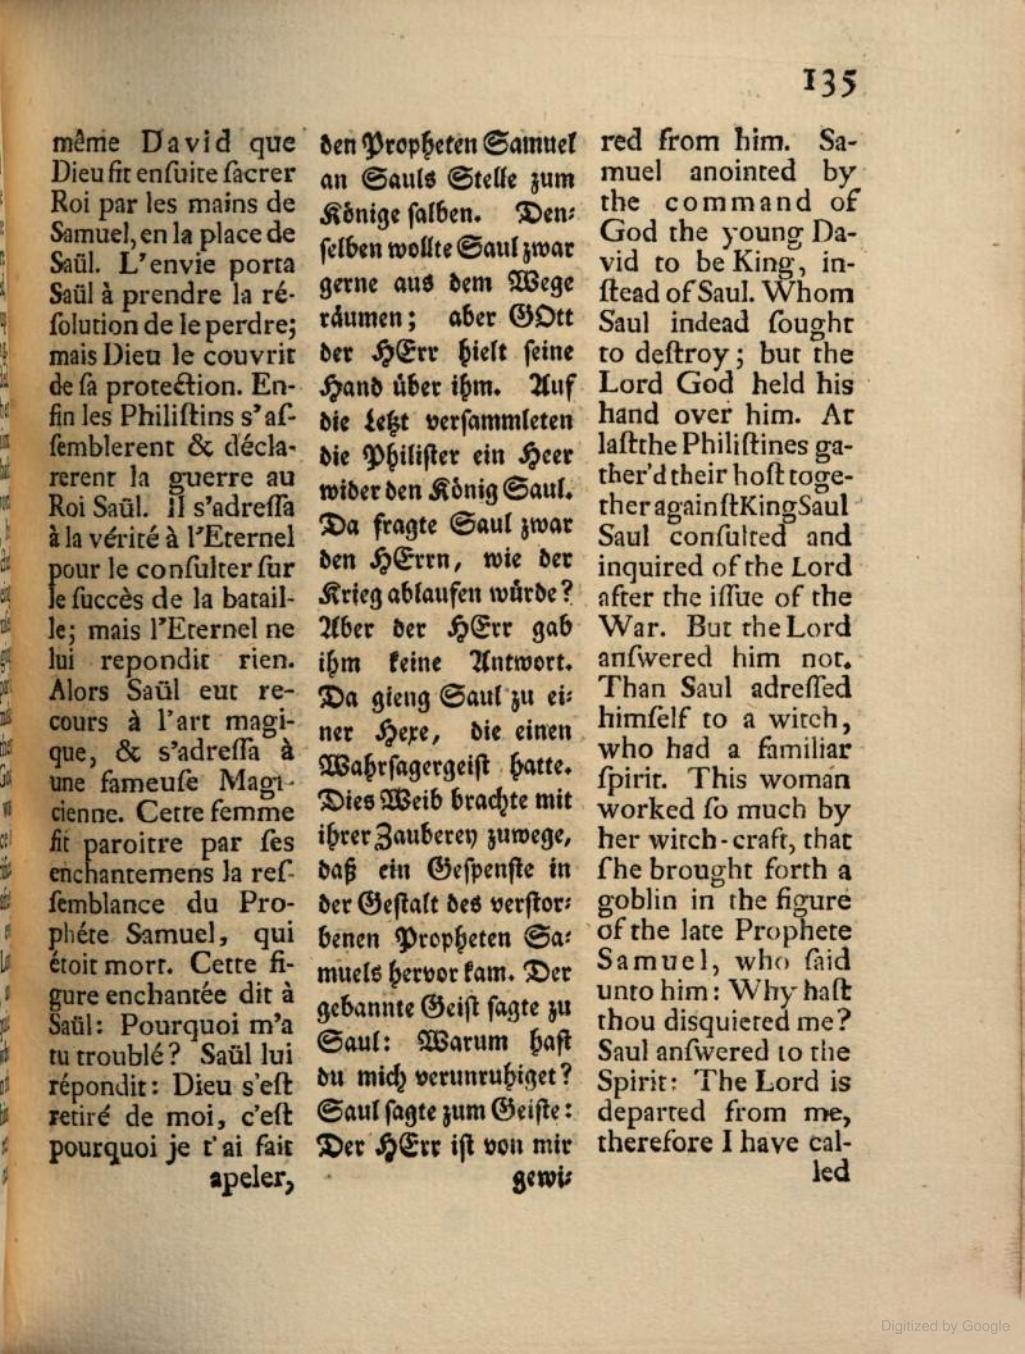 135
même David que
Dieu fit enſuite ſacrer
Roi par les mains de
Samuel, en la place de
Saül. L'envie porta
Saül à prendre la ré-
ſolution de le perdre;
mais Dieu le couvrit
de ſa protection. En-
fin les Philiſtins s'aſ-
ſemblerent & décla-
rerent la guerre au
Roi Saül. il s'adreſſa
à la vérité à l'Eternel
pour le conſulter ſur
le ſuccès de la batail-
le; mais l'Eternel ne
lui repondit rien.
Alors Saül eut re-
cours à l'art magi-
que, & s'adreſſa à
une fameuſe Magi-
cienne. Cette femme
fit paroitre par ſes
enchantemens la reſ-
ſemblance du Pro-
phéte Samuel, qui
étoit mort. Cette fi-
gure enchantée dit à
Saül: Pourquoi m'a
tu troublé? Saül lui
répondit: Dieu s'eſt
retiré de moi, c'eſt
pourquoi je t'ai fait
apeler,
den Propheten Samuel
an Sauls Stelle zum
Könige ſalben. Den-
ſelben wollte Saul zwar
gerne aus dem Wege
räumen; aber GOtt
der HErr hielt ſeine
Hand über ihm. Auf
die letzt verſammleten
die Philiſter ein Heer
wider den König Saul.
Da fragte Saul zwar
den HErrn, wie der
Krieg ablaufen würde?
Aber der HErr gab
ihm keine Antwort.
Da gieng Saul zu ei-
ner Hexe, die einen
Wahrſagergeiſt hatte.
Dies Weib brachte mit
ihrer Zauberey zuwege,
daß ein Geſpenſte in
der Geſtalt des verſtor-
benen Propheten Sa-
muels hervor kam. Der
gebannte Geiſt ſagte zu
Saul: Warum haſt
du mich verunruhiget?
Saul ſagte zum Geiſte:
Der HErr iſt von mir
gewi-
red from him. Sa-
muel anointed by
the command of
God the young Da-
vid to be King, in-
ſtead of Saul. Whom
Saul indead ſought
to deſtroy; but the
Lord God held his
hand over him. At
laſt the Philiſtines ga-
ther'd their hoſt toge-
ther againſt King Saul
Saul conſulted and
inquired of the Lord
after the iſſue of the
War. But the Lord
anſwered him not.
Than Saul adreſſed
himſelf to a witch,
who had a familiar
ſpirit. This woman
worked ſo much by
her witch-craft, that
ſhe brought forth a
goblin in the figure
of the late Prophete
Samuel, who ſaid
unto him: Why haſt
thou disquieted me?
Saul anſwered to the
Spirit: The Lord is
departed from me,
therefore I have cal-
led
Digitized by Google